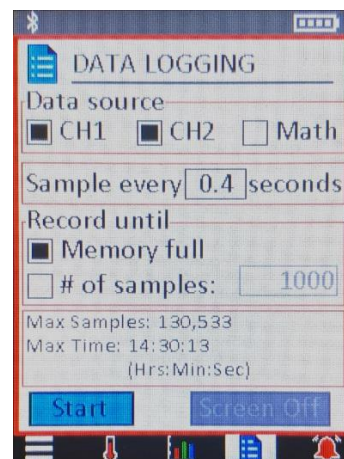 DATA LOGGING
Data source
CH1 CH2 Math
Sample every 0.4 seconds
Record until
Memory full
# of samples: 1000
Max Samples: 130,533
Max Time: 14:30:13
(Hrs:Min:Sec)
Start Screen Off